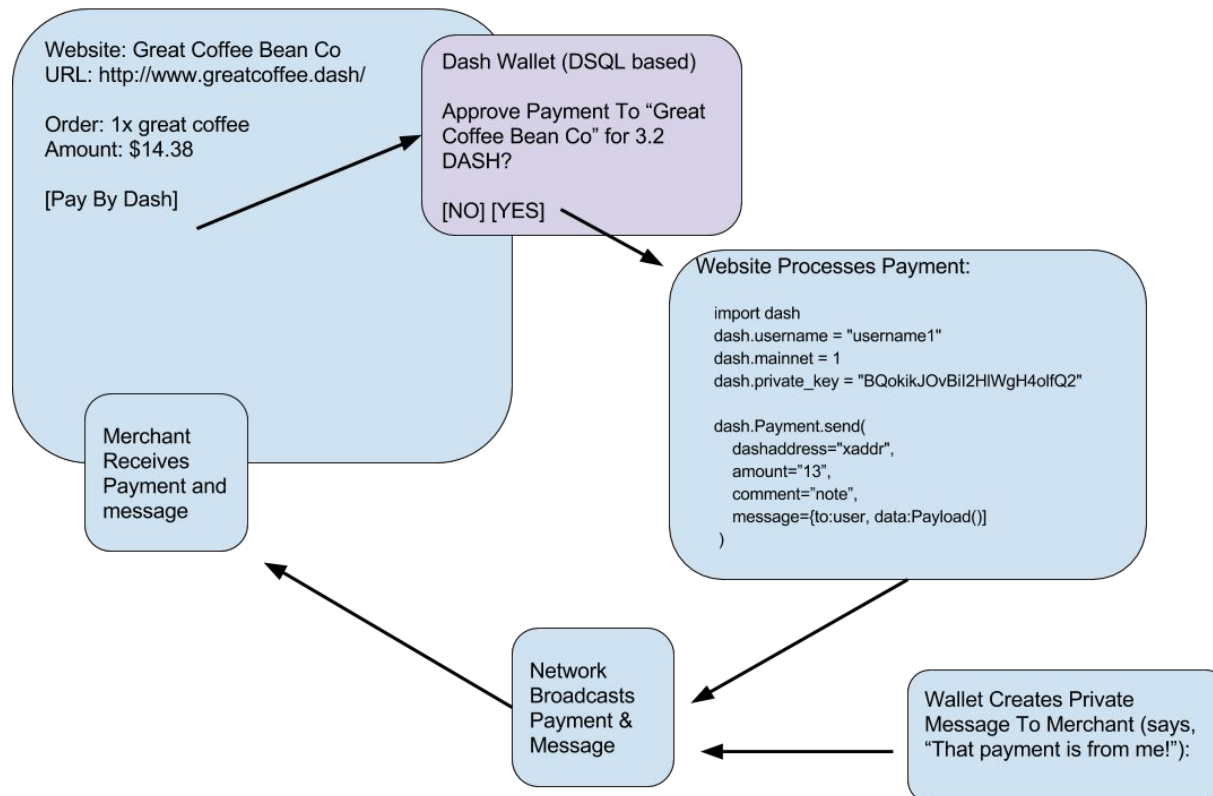 Website: Great Coffee Bean Co
URL: http://www.greatcoffee.dash/
Order: 1x great coffee
Amount: $14.38
[Pay By Dash]
Dash Wallet (DSQL based)
Approve Payment To “Great
Coffee Bean Co” for 3.2
DASH?
[NO] [YES]
Website Processes Payment:
import dash
dash.username = "username1"
dash.mainnet = 1
dash.private_key = "BQokikJOvBiI2HlWgH4olfQ2"
dash.Payment.send(
dashaddress="xaddr",
amount=”13”,
comment=”note”,
message={to:user, data:Payload()]
)
Merchant
Receives
Payment and
message
Network
Broadcasts
Payment &
Message
Wallet Creates Private
Message To Merchant (says,
“That payment is from me!”):